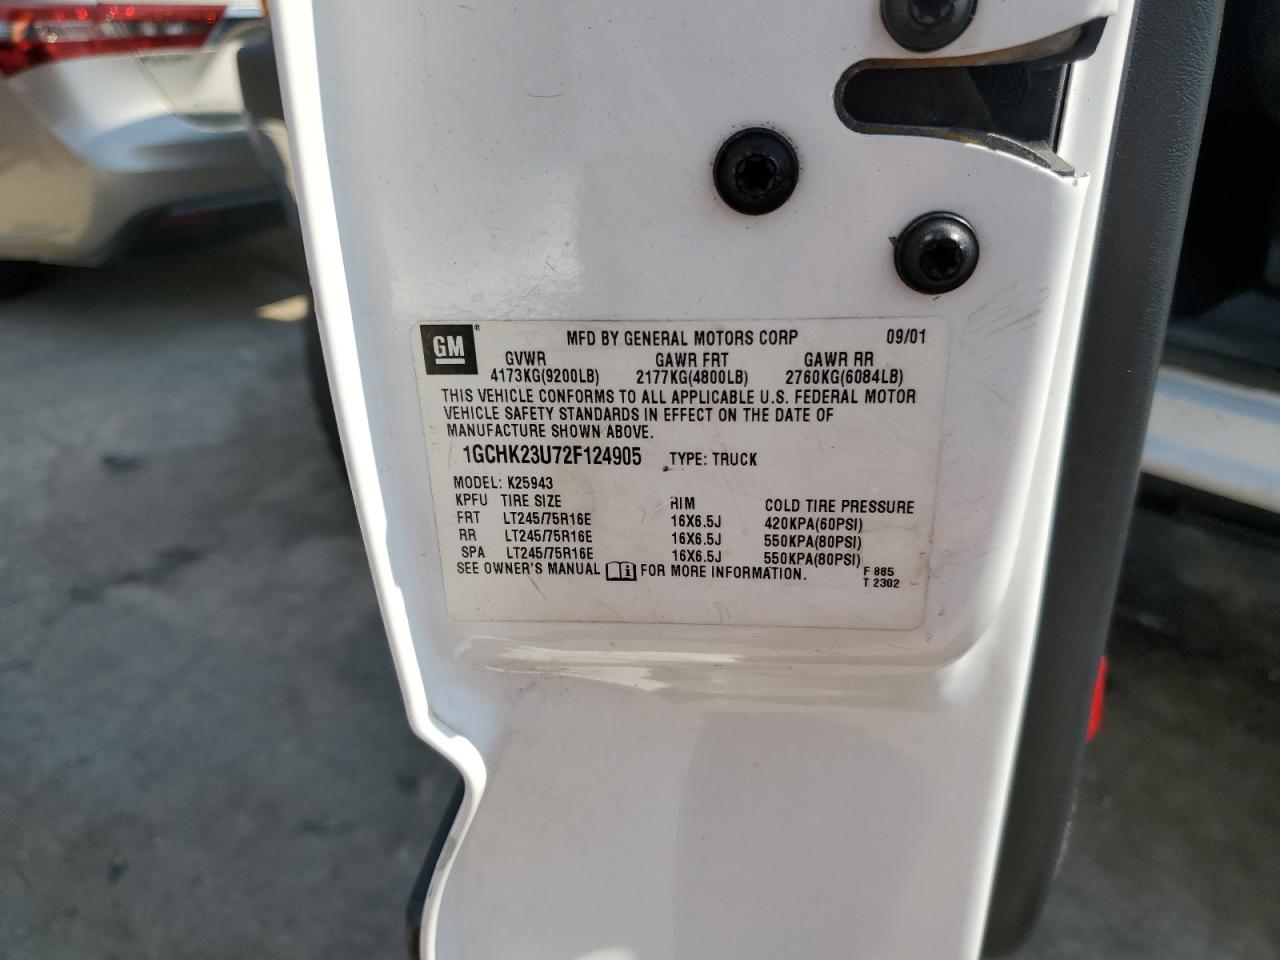 GM ® MFD BY GENERAL MOTORS CORP 09/01
GVWR GAWR FRT GAWR RR
4173KG(9200LB) 2177KG(4800LB) 2760KG(6084LB)
THIS VEHICLE CONFORMS TO ALL APPLICABLE U.S. FEDERAL MOTOR
VEHICLE SAFETY STANDARDS IN EFFECT ON THE DATE OF
MANUFACTURE SHOWN ABOVE.
1GCHK23U72F124905 TYPE: TRUCK
MODEL: K25943
KPFU TIRE SIZE RIM COLD TIRE PRESSURE
FRT LT245/75R16E 16X6.5J 420KPA(60PSI)
RR LT245/75R16E 16X6.5J 550KPA(80PSI)
SPA LT245/75R16E 16X6.5J 550KPA(80PSI)
SEE OWNER'S MANUAL i FOR MORE INFORMATION. F 885
T 2302